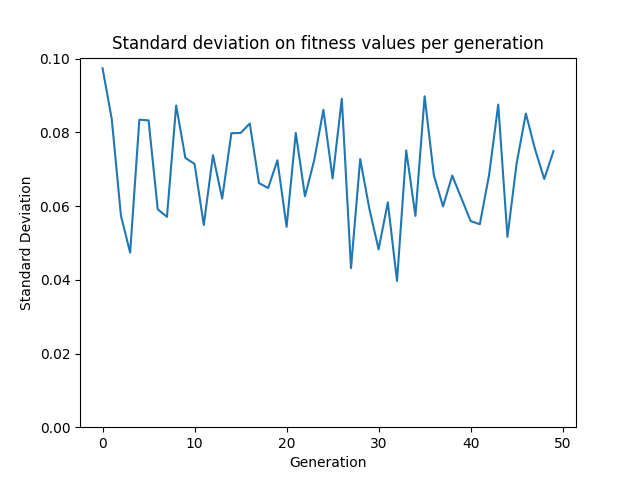 Standard deviation on fitness values per generation
0.10
0.08
0.06
0.04
0.02
0.00
Standard Deviation
0 10 20 30 40 50
Generation